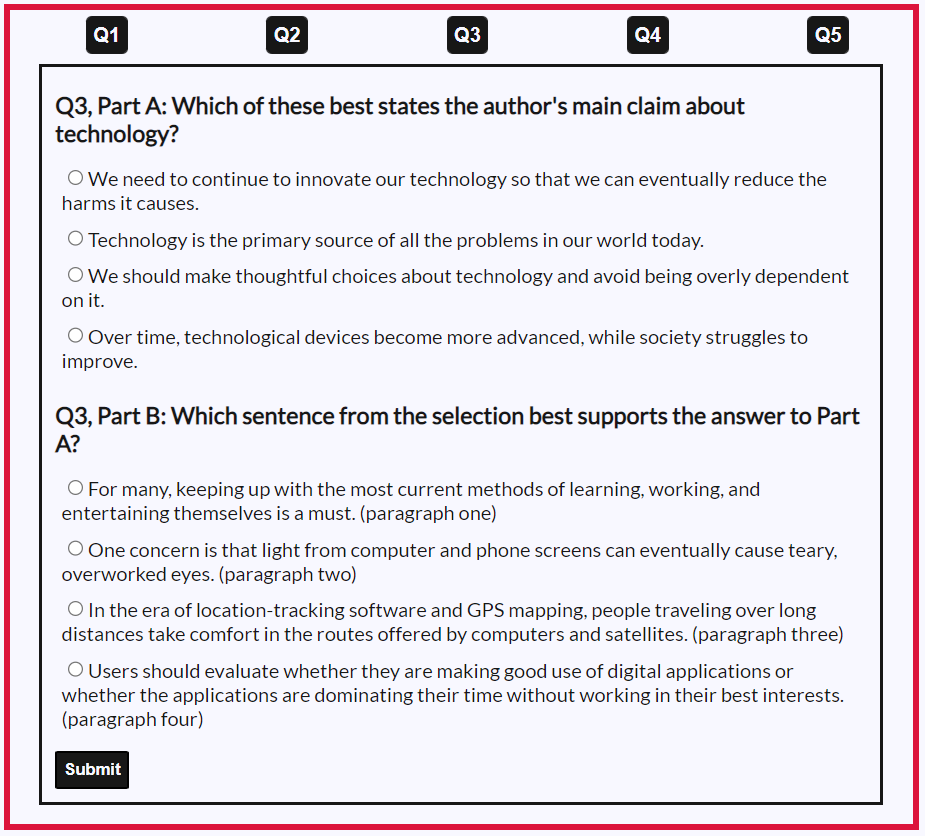 Q1 Q2 Q3 Q4 Q5
Q3, Part A: Which of these best states the author's main claim about
technology?
We need to continue to innovate our technology so that we can eventually reduce the
harms it causes.
Technology is the primary source of all the problems in our world today.
We should make thoughtful choices about technology and avoid being overly dependent
on it.
Over time, technological devices become more advanced, while society struggles to
improve.
Q3, Part B: Which sentence from the selection best supports the answer to Part
A?
For many, keeping up with the most current methods of learning, working, and
entertaining themselves is a must. (paragraph one)
One concern is that light from computer and phone screens can eventually cause teary,
overworked eyes. (paragraph two)
In the era of location-tracking software and GPS mapping, people traveling over long
distances take comfort in the routes offered by computers and satellites. (paragraph three)
Users should evaluate whether they are making good use of digital applications or
whether the applications are dominating their time without working in their best interests.
(paragraph four)
Submit